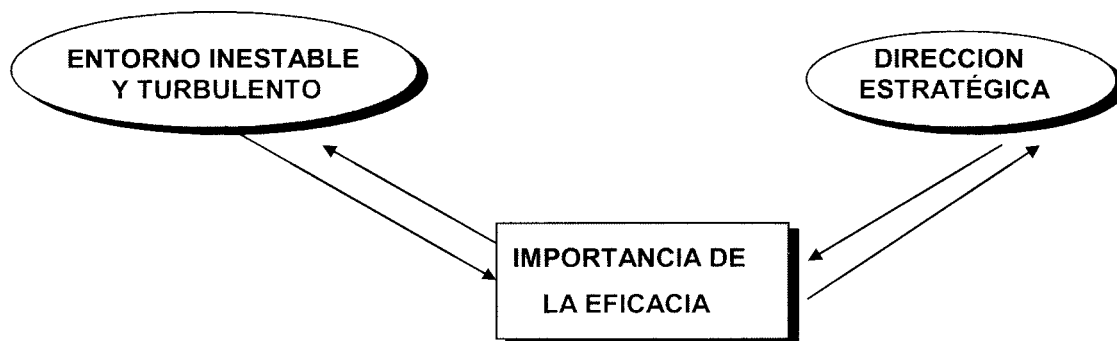 ENTORNO INESTABLE
Y TURBULENTO
DIRECCION
ESTRATÉGICA
IMPORTANCIA DE
LA EFICACIA